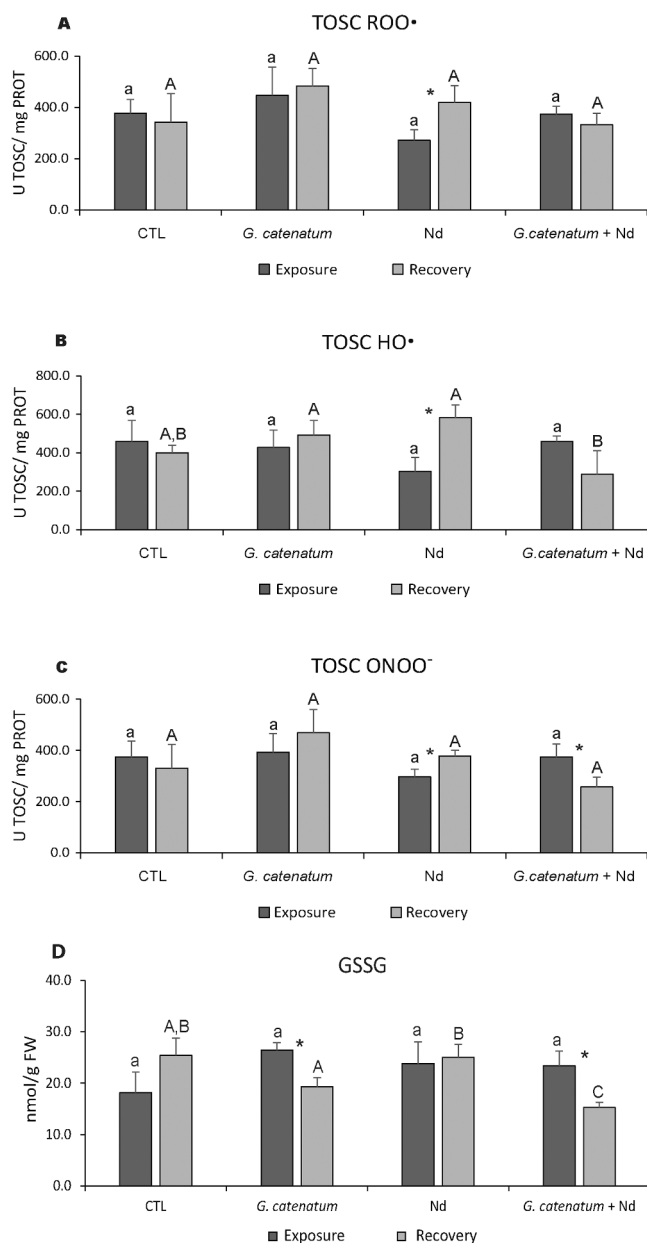 A
TOSC ROO•
U TOSC/ mg PROT
600.0
400.0
200.0
0.0
a A a A a * A a A
CTL G. catenatum Nd G.catenatum + Nd
Exposure Recovery
B
TOSC HO•
U TOSC/ mg PROT
800.0
600.0
400.0
200.0
0.0
a A,B a A a * A a B
CTL G. catenatum Nd G.catenatum + Nd
Exposure Recovery
C
TOSC ONOO⁻
U TOSC/ mg PROT
600.0
400.0
200.0
0.0
a A a A a * A a * A
CTL G. catenatum Nd G.catenatum + Nd
Exposure Recovery
D
GSSG
nmol/g FW
40.0
30.0
20.0
10.0
0.0
a A,B a * A a B a * C
CTL G. catenatum Nd G. catenatum + Nd
Exposure Recovery